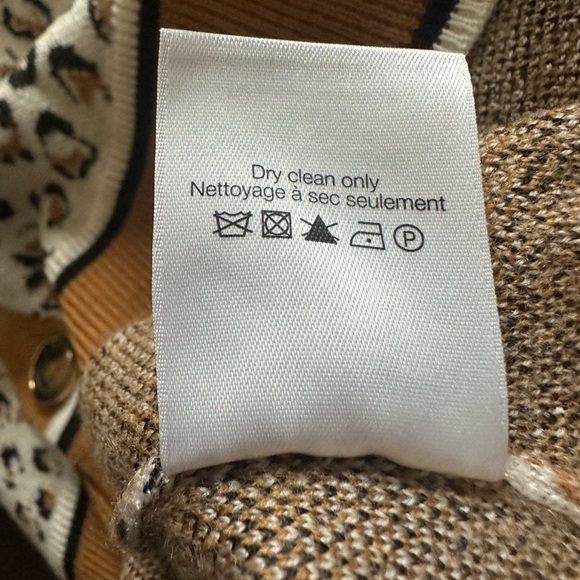 Dry clean only
Nettoyage à sec seulement
P